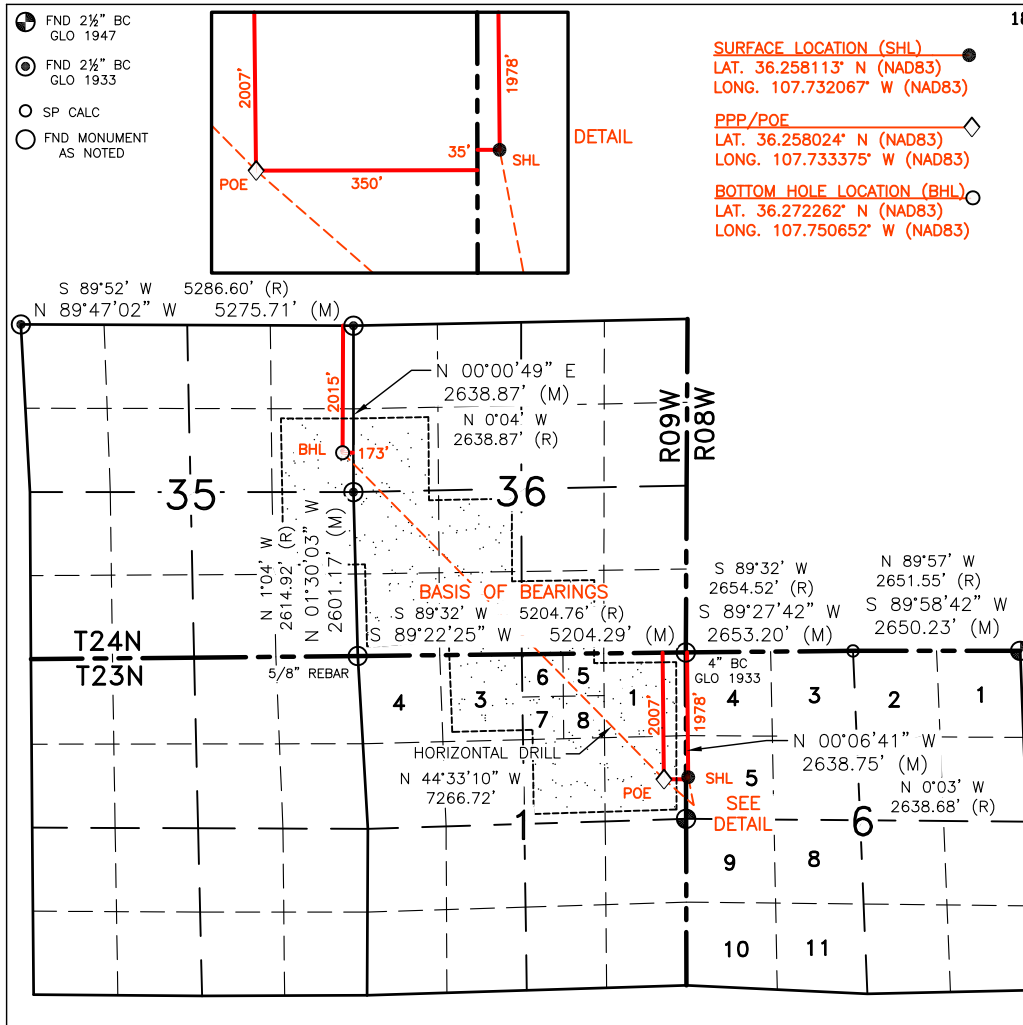 FND 2½" BC
GLO 1947
FND 2½" BC
GLO 1933
SP CALC
FND MONUMENT
AS NOTED
2007'
1978'
35'
SHL
POE
350'
DETAIL
SURFACE LOCATION (SHL)
LAT. 36.258113° N (NAD83)
LONG. 107.732067° W (NAD83)
PPP/POE
LAT. 36.258024° N (NAD83)
LONG. 107.733375° W (NAD83)
BOTTOM HOLE LOCATION (BHL)
LAT. 36.272262° N (NAD83)
LONG. 107.750652° W (NAD83)
S 89°52' W 5286.60' (R)
N 89°47'02" W 5275.71' (M)
N 00°00'49" E
2638.87' (M)
N 0°04' W
2638.87' (R)
2015'
BHL
173'
R09W
R08W
35
36
N 1°04' W
2614.92' (R)
N 01°30'03" W
2601.17' (M)
BASIS OF BEARINGS
S 89°32' W 5204.76' (R)
S 89°22'25" W 5204.29' (M)
S 89°32' W
2654.52' (R)
S 89°27'42" W
2653.20' (M)
N 89°57' W
2651.55' (R)
S 89°58'42" W
2650.23' (M)
T24N
T23N
5/8" REBAR
4" BC
GLO 1933
4
3
6
5
7
8
1
4
3
2
1
2007'
1978'
HORIZONTAL DRILL
N 44°33'10" W
7266.72'
POE
SHL
5
SEE
DETAIL
N 00°06'41" W
2638.75' (M)
N 0°03' W
2638.68' (R)
1
6
9
8
10
11